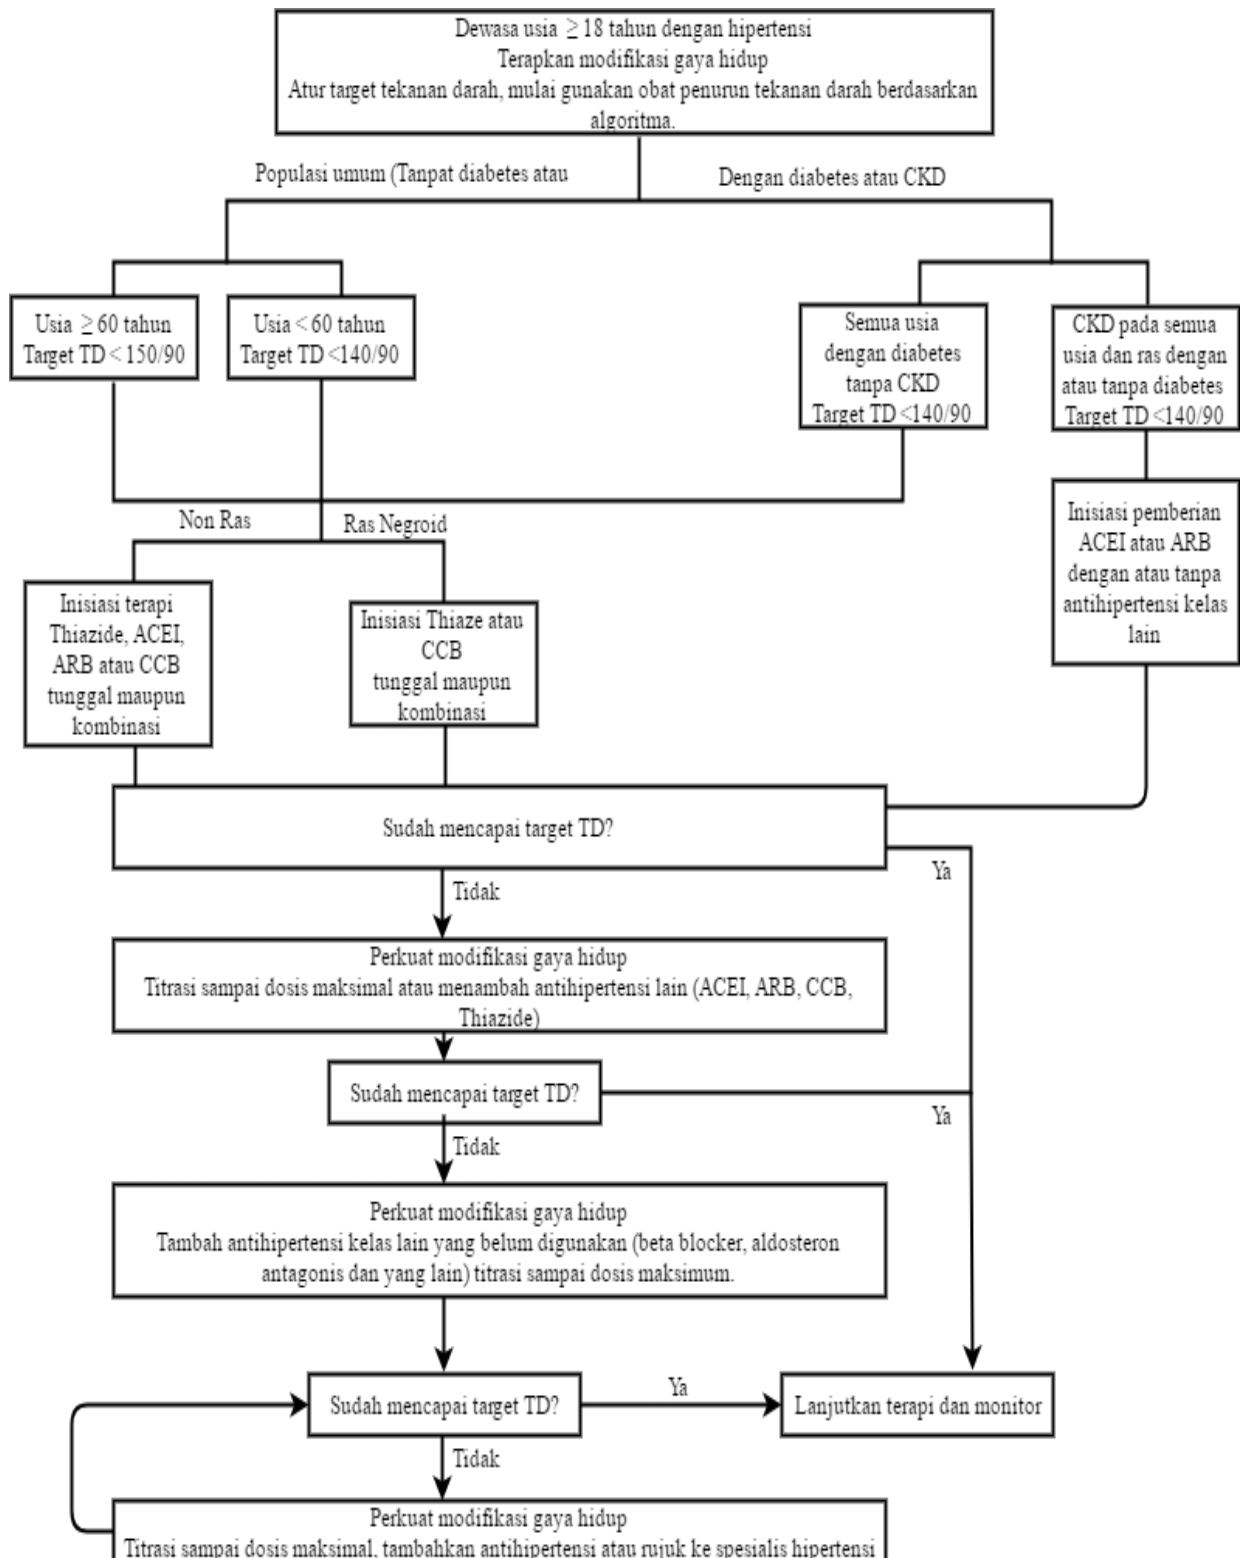 Dewasa usia ≥ 18 tahun dengan hipertensi
Terapkan modifikasi gaya hidup
Atur target tekanan darah, mulai gunakan obat penurun tekanan darah berdasarkan
algoritma.
Populasi umum (Tanpat diabetes atau
Dengan diabetes atau CKD
Usia ≥ 60 tahun
Target TD < 150/90
Usia < 60 tahun
Target TD <140/90
Semua usia
dengan diabetes
tanpa CKD
Target TD <140/90
CKD pada semua
usia dan ras dengan
atau tanpa diabetes
Target TD <140/90
Non Ras
Ras Negroid
Inisiasi pemberian
ACEI atau ARB
dengan atau tanpa
antihipertensi kelas
lain
Inisiasi terapi
Thiazide, ACEI,
ARB atau CCB
tunggal maupun
kombinasi
Inisiasi Thiaze atau
CCB
tunggal maupun
kombinasi
Sudah mencapai target TD?
Ya
Tidak
Perkuat modifikasi gaya hidup
Titrasi sampai dosis maksimal atau menambah antihipertensi lain (ACEI, ARB, CCB,
Thiazide)
Sudah mencapai target TD?
Ya
Tidak
Perkuat modifikasi gaya hidup
Tambah antihipertensi kelas lain yang belum digunakan (beta blocker, aldosteron
antagonis dan yang lain) titrasi sampai dosis maksimum.
Sudah mencapai target TD?
Ya
Lanjutkan terapi dan monitor
Tidak
Perkuat modifikasi gaya hidup
Titrasi sampai dosis maksimal, tambahkan antihipertensi atau rujuk ke spesialis hipertensi